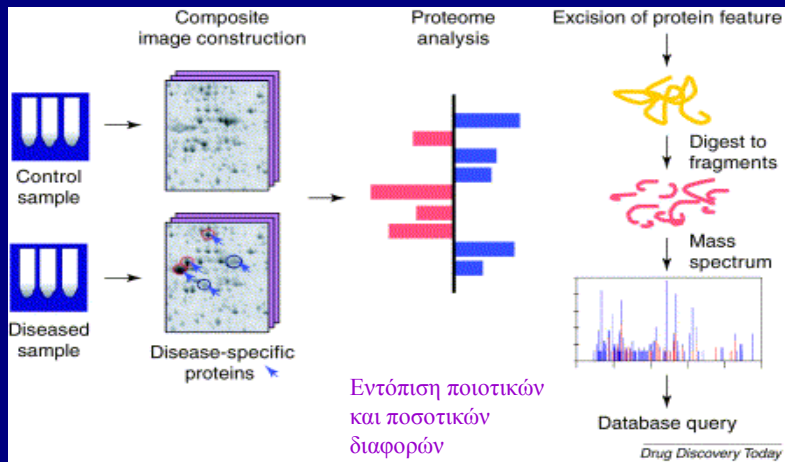 Composite
image construction
Control
sample
Diseased
sample
Disease-specific
proteins
Proteome
analysis
Εντόπιση ποιοτικών
και ποσοτικών
διαφορών
Excision of protein feature
Digest to
fragments
Mass
spectrum
Database query
Drug Discovery Today